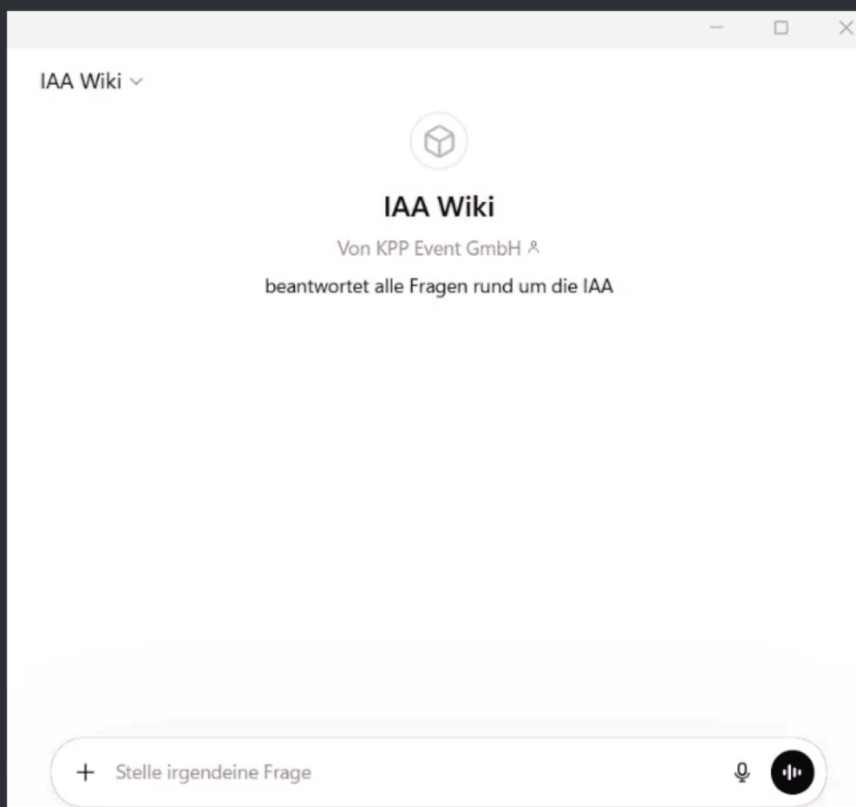 IAA Wiki
IAA Wiki
Von KPP Event GmbH
beantwortet alle Fragen rund um die IAA
Stelle irgendeine Frage